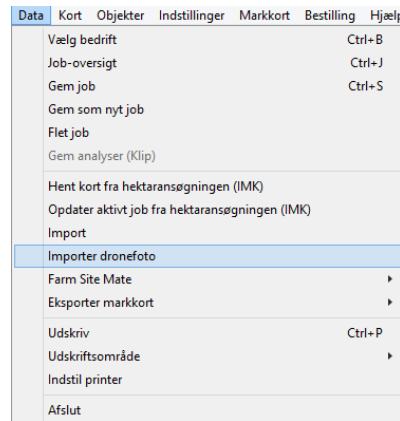 Data Kort Objekter Indstillinger Markkort Bestilling Hjælp
Vælg bedrift Ctrl+B
Job-oversigt Ctrl+J
Gem job Ctrl+S
Gem som nyt job
Flet job
Gem analyser (Klip)
Hent kort fra hektaransøgningen (IMK)
Opdater aktivt job fra hektaransøgningen (IMK)
Import
Importer dronefoto
Farm Site Mate
Eksporter markkort
Udskriv Ctrl+P
Udskriftsområde
Indstil printer
Afslut